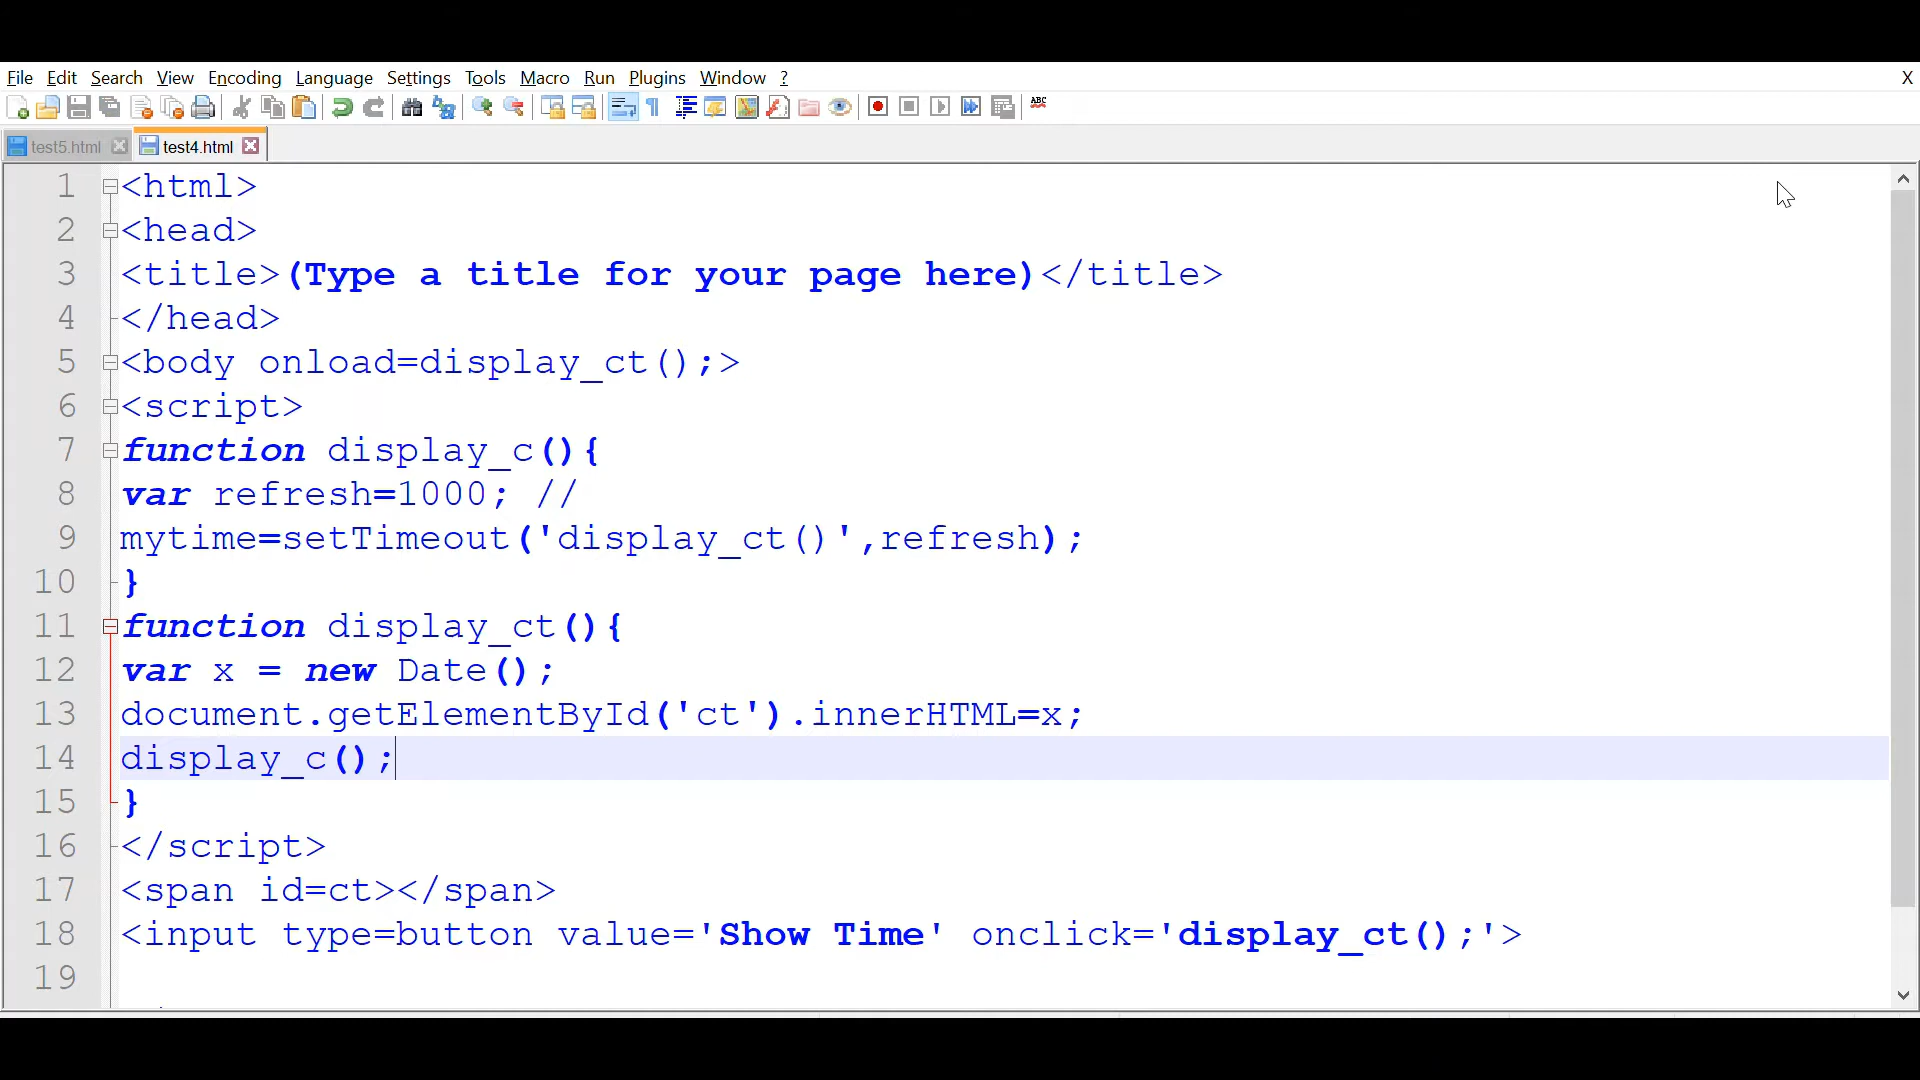 File Edit Search View Encoding Language Settings Tools Macro Run Plugins Window ? X
ABC
test5.html test4.html
1 <html>
2 <head>
3 <title>(Type a title for your page here)</title>
4 </head>
5 <body onload=display_ct();>
6 <script>
7 function display_c(){
8 var refresh=1000; //
9 mytime=setTimeout('display_ct()',refresh);
10 }
11 function display_ct(){
12 var x = new Date();
13 document.getElementById('ct').innerHTML=x;
14 display_c();
15 }
16 </script>
17 <span id=ct></span>
18 <input type=button value='Show Time' onclick='display_ct();'>
19